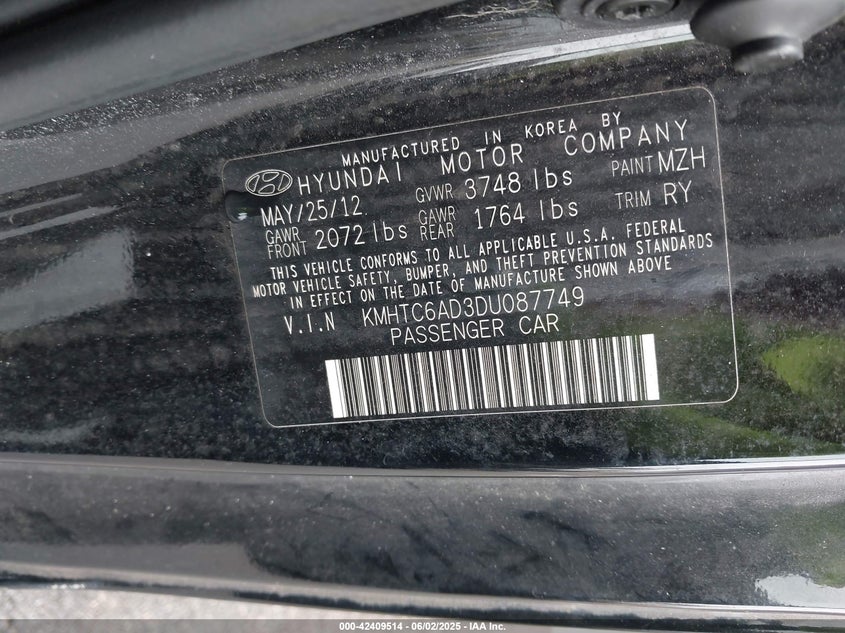 MANUFACTURED IN KOREA BY
HYUNDAI MOTOR COMPANY
MAY/25/12 GVWR 3748 lbs PAINT MZH
GAWR FRONT 2072 lbs GAWR REAR 1764 lbs TRIM RY
THIS VEHICLE CONFORMS TO ALL APPLICABLE U.S.A. FEDERAL
MOTOR VEHICLE SAFETY, BUMPER, AND THEFT PREVENTION STANDARDS
IN EFFECT ON THE DATE OF MANUFACTURE SHOWN ABOVE
V.I.N KMHTC6AD3DU087749
PASSENGER CAR
000-42409514 - 06/02/2025 - IAA Inc.